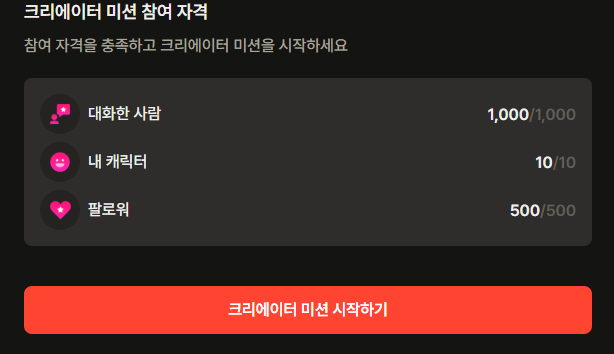 크리에이터 미션 참여 자격
참여 자격을 충족하고 크리에이터 미션을 시작하세요
대화한 사람 1,000/1,000
내 캐릭터 10/10
팔로워 500/500
크리에이터 미션 시작하기